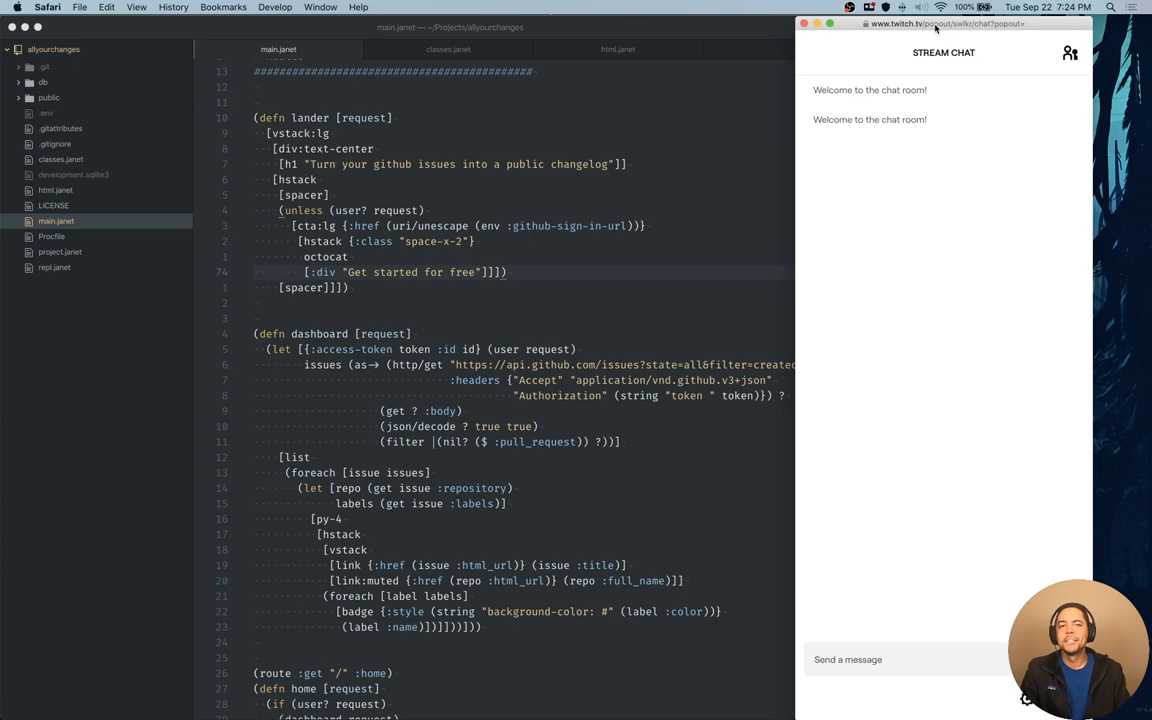 Safari File Edit View History Bookmarks Develop Window Help 100% Tue Sep 22 7:24 PM
main.janet — ~/Projects/allyourchanges
www.twitch.tv/popout/swlkr/chat?popout=
allyourchanges
.git
db
public
.env
.gitattributes
.gitignore
classes.janet
development.sqlite3
html.janet
LICENSE
main.janet
Procfile
project.janet
repl.janet
main.janet classes.janet html.janet
13 ############################################
12
11
10 (defn lander [request]
9 [vstack:lg
8 [div:text-center
7 [h1 "Turn your github issues into a public changelog"]]
6 [hstack
5 [spacer]
4 (unless (user? request)
3 [cta:lg {:href (uri/unescape (env :github-sign-in-url))}
2 [hstack {:class "space-x-2"}
1 octocat
74 [:div "Get started for free"]]])
1 [spacer]]])
2
3
4 (defn dashboard [request]
5 (let [{:access-token token :id id} (user request)
6 issues (as-> (http/get "https://api.github.com/issues?state=all&filter=created
7 :headers {"Accept" "application/vnd.github.v3+json"
8 "Authorization" (string "token " token)}) ?
9 (get ? :body)
10 (json/decode ? true true)
11 (filter |(nil? ($ :pull_request)) ?))]
12 [list
13 (foreach [issue issues]
14 (let [repo (get issue :repository)
15 labels (get issue :labels)]
16 [py-4
17 [hstack
18 [vstack
19 [link {:href (issue :html_url)} (issue :title)]
20 [link:muted {:href (repo :html_url)} (repo :full_name)]]
21 (foreach [label labels]
22 [badge {:style (string "background-color: #" (label :color))}
23 (label :name)])]]))]))
24
25
26 (route :get "/" :home)
27 (defn home [request]
28 (if (user? request)
(dashboard request)
STREAM CHAT
Welcome to the chat room!
Welcome to the chat room!
Send a message